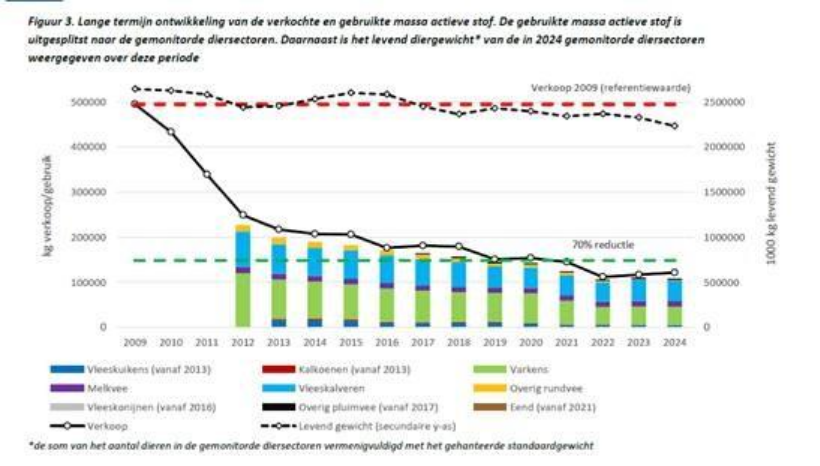 Figuur 3. Lange termijn ontwikkeling van de verkochte en gebruikte massa actieve stof. De gebruikte massa actieve stof is
uitgesplitst naar de gemonitorde diersectoren. Daarnaast is het levend diergewicht* van de in 2024 gemonitorde diersectoren
weergegeven over deze periode
Verkoop 2009 (referentiewaarde)
500000 2500000
400000 2000000
300000 1500000
200000 1000000
100000 500000
0 0
kg verkoop/gebruik
1000 kg levend gewicht
70% reductie
2009 2010 2011 2012 2013 2014 2015 2016 2017 2018 2019 2020 2021 2022 2023 2024
Vleeskuikens (vanaf 2013) Kalkoenen (vanaf 2013) Varkens
Melkvee Vleeskalveren Overig rundvee
Vleeskonijnen (vanaf 2016) Overig pluimvee (vanaf 2017) Eend (vanaf 2021)
Verkoop Levend gewicht (secundaire y-as)
*de som van het aantal dieren in de gemonitorde diersectoren vermenigvuldigd met het gehanteerde standaardgewicht